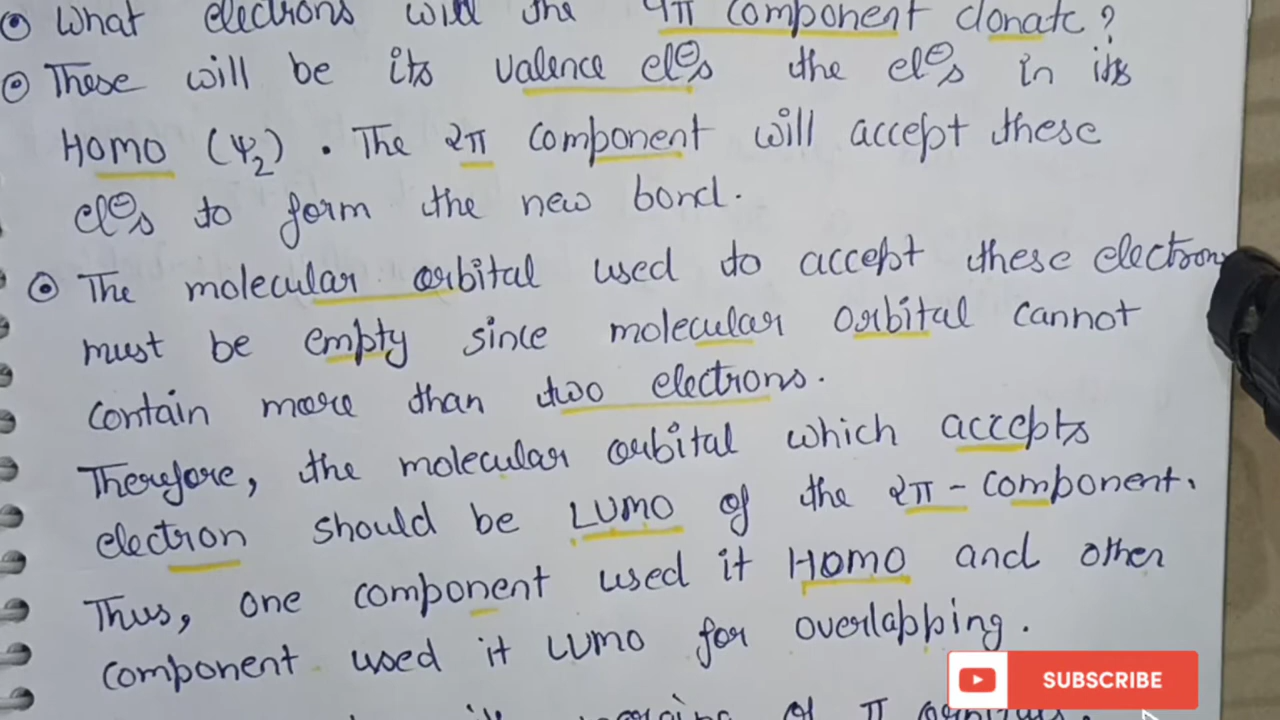 What electrons will the 4π component donate?
These will be its valence el⊖s the el⊖s in its
HOMO (Ψ2). The 2π component will accept these
el⊖s to form the new bond.
The molecular orbital used to accept these electrons
must be empty since molecular orbital cannot
contain more than two electrons.
Therefore, the molecular orbital which accepts
electron should be LUMO of the 2π-component.
Thus, one component used it HOMO and other
component used it LUMO for overlapping.
SUBSCRIBE
of π